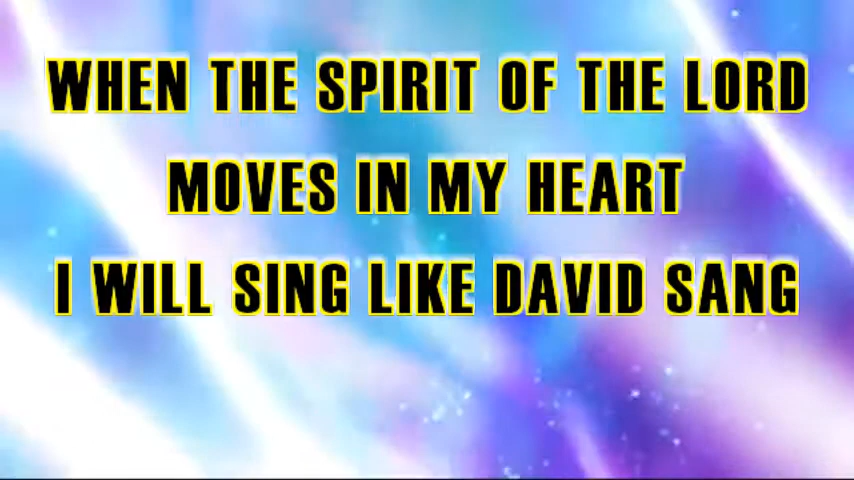 WHEN THE SPIRIT OF THE LORD
MOVES IN MY HEART
I WILL SING LIKE DAVID SANG